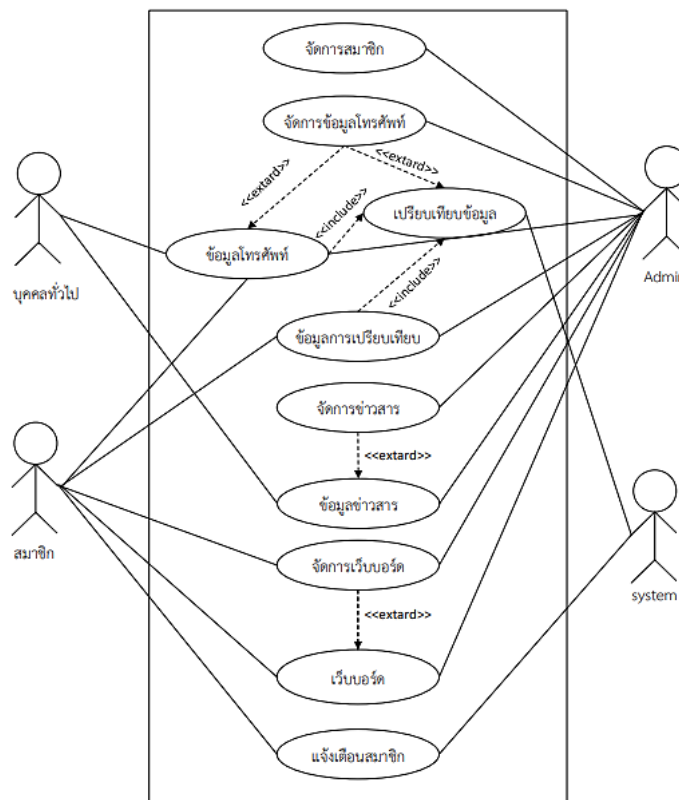 จัดการสมาชิก
จัดการข้อมูลโทรศัพท์
<<extard>>
<<extard>>
<<include>>
เปรียบเทียบข้อมูล
ข้อมูลโทรศัพท์
บุคคลทั่วไป
Admin
<<include>>
ข้อมูลการเปรียบเทียบ
จัดการข่าวสาร
<<extard>>
ข้อมูลข่าวสาร
สมาชิก
จัดการเว็บบอร์ด
system
<<extard>>
เว็บบอร์ด
แจ้งเตือนสมาชิก